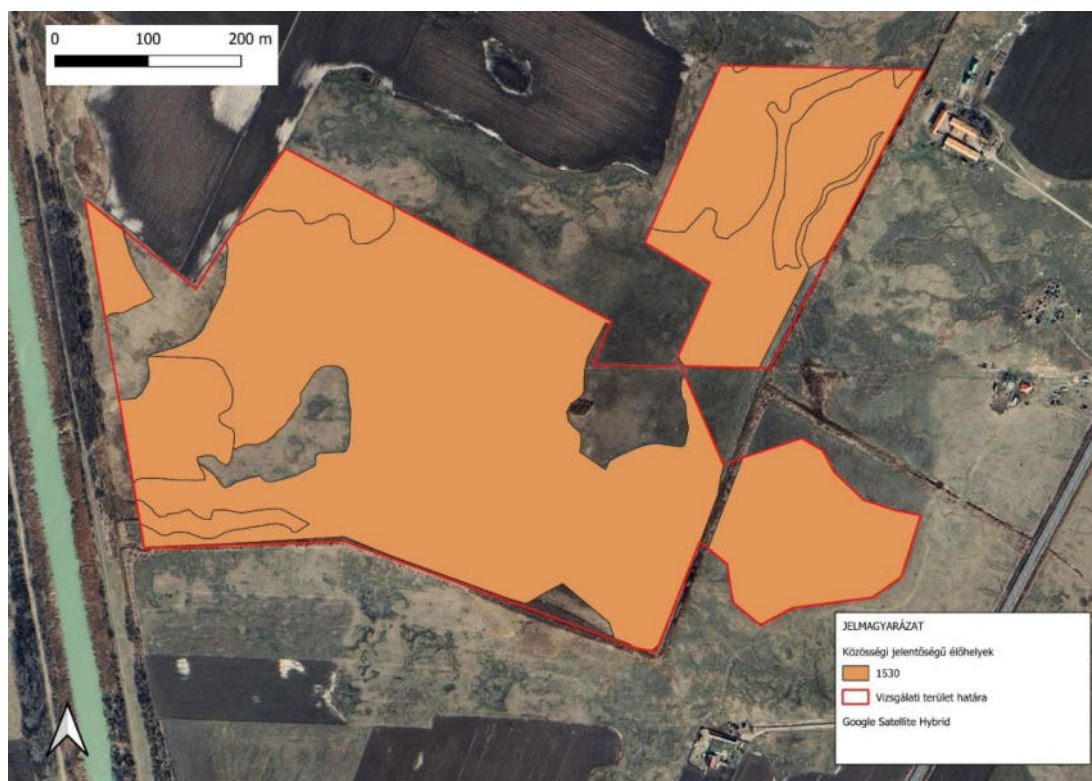 0 100 200 m
JELMAGYARÁZAT
Közösségi jelentőségű élőhelyek
1530
Vizsgálati terület határa
Google Satellite Hybrid